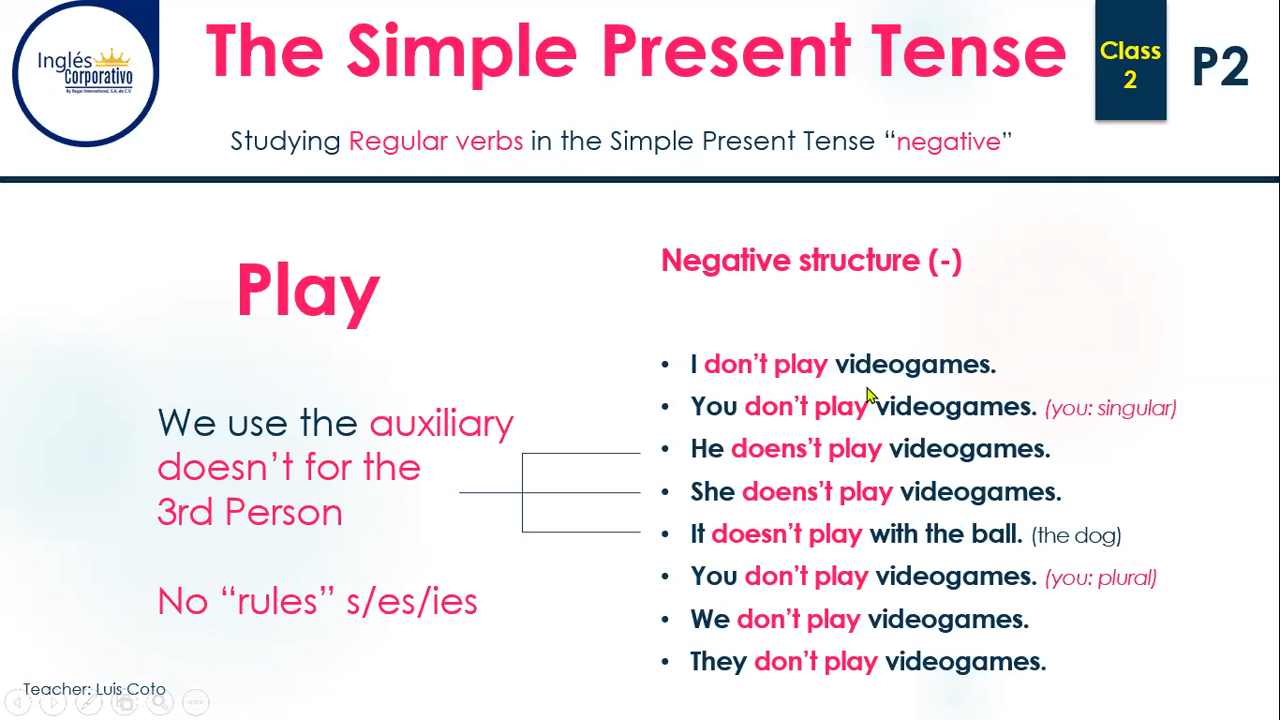 Inglés
Corporativo
By Regal International, S.A. de C.V.
The Simple Present Tense
Class
2
P2
Studying Regular verbs in the Simple Present Tense “negative”
Play
We use the auxiliary
doesn’t for the
3rd Person
No “rules” s/es/ies
Negative structure (-)
• I don’t play videogames.
• You don’t play videogames. (you: singular)
• He doens’t play videogames.
• She doens’t play videogames.
• It doesn’t play with the ball. (the dog)
• You don’t play videogames. (you: plural)
• We don’t play videogames.
• They don’t play videogames.
Teacher: Luis Coto